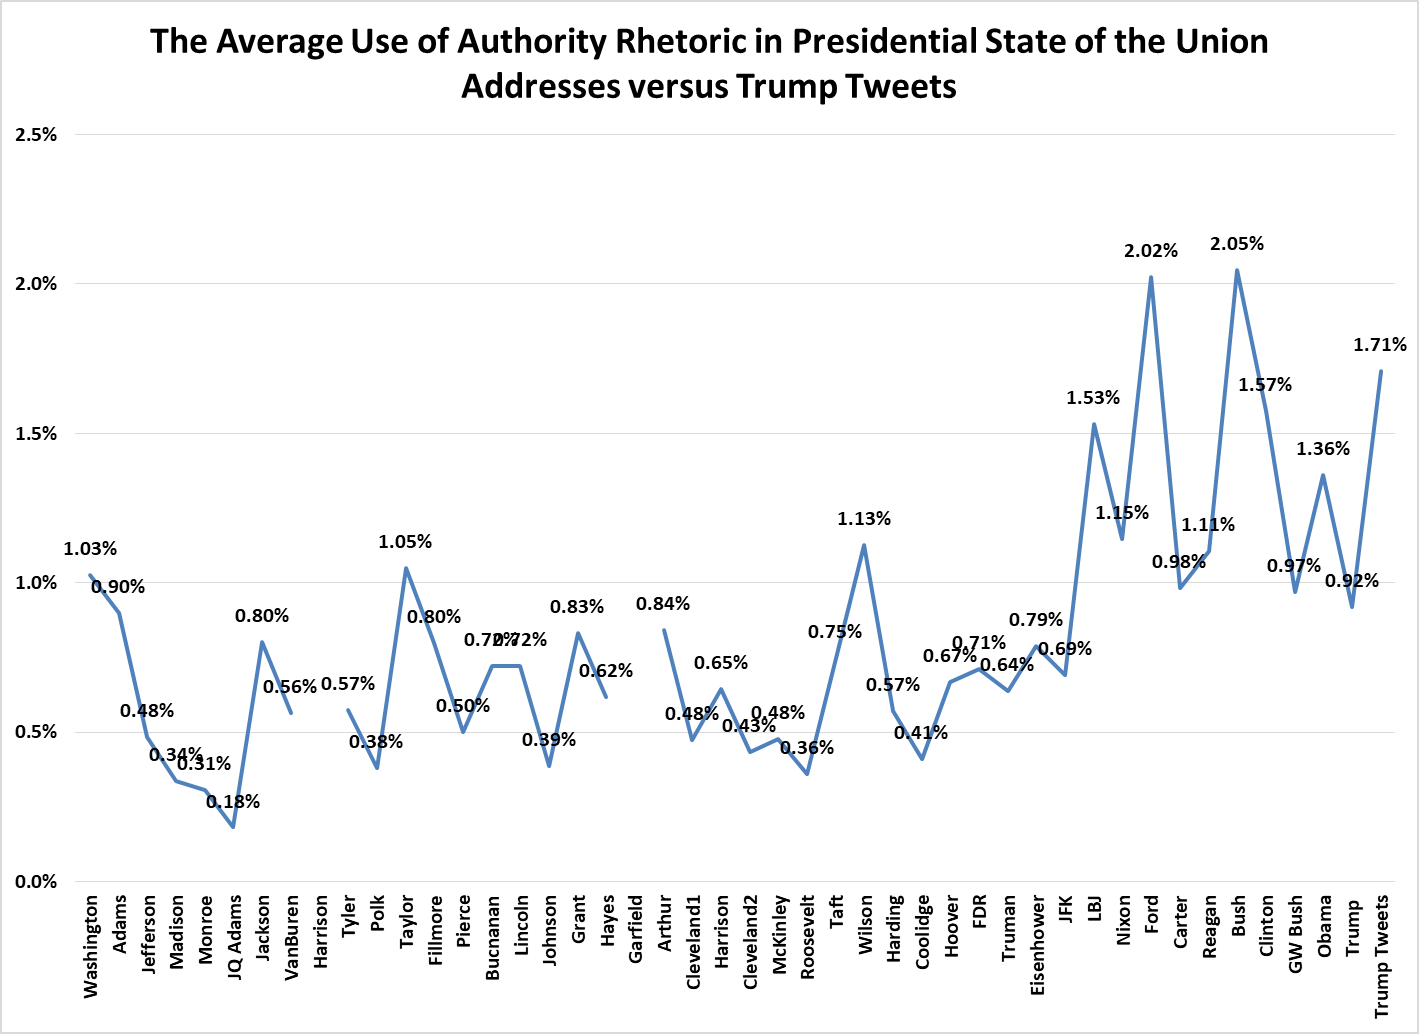 The Average Use of Authority Rhetoric in Presidential State of the Union
Addresses versus Trump Tweets
2.5%
2.0%
1.5%
1.0%
0.5%
0.0%
1.03%
0.90%
0.48%
0.34%
0.31%
0.18%
0.80%
0.56%
0.57%
0.38%
1.05%
0.80%
0.50%
0.72%
0.72%
0.39%
0.83%
0.62%
0.84%
0.48%
0.65%
0.43%
0.48%
0.36%
0.75%
1.13%
0.57%
0.41%
0.67%
0.71%
0.64%
0.79%
0.69%
1.53%
1.15%
2.02%
0.98%
1.11%
2.05%
1.57%
0.97%
1.36%
0.92%
1.71%
Washington
Adams
Jefferson
Madison
Monroe
JQ Adams
Jackson
VanBuren
Harrison
Tyler
Polk
Taylor
Fillmore
Pierce
Bucnanan
Lincoln
Johnson
Grant
Hayes
Garfield
Arthur
Cleveland1
Harrison
Cleveland2
McKinley
Roosevelt
Taft
Wilson
Harding
Coolidge
Hoover
FDR
Truman
Eisenhower
JFK
LBJ
Nixon
Ford
Carter
Reagan
Bush
Clinton
GW Bush
Obama
Trump
Trump Tweets